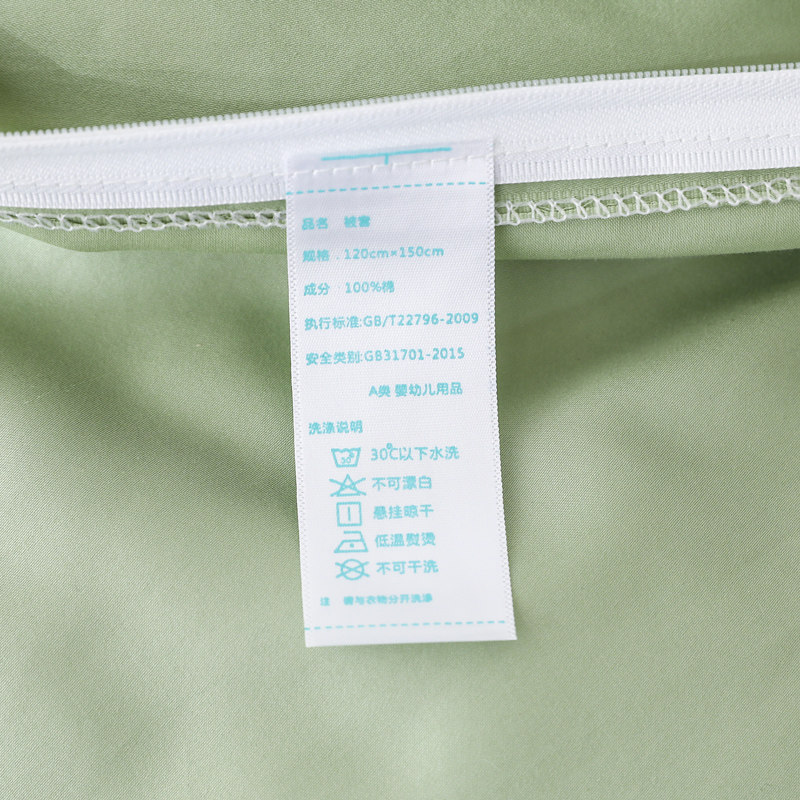 品名 被套
规格 . 120cm×150cm
成分 100%棉
执行标准:GB/T22796-2009
安全类别:GB31701-2015
A类 婴幼儿用品
洗涤说明
30℃以下水洗
不可漂白
悬挂晾干
低温熨烫
不可干洗
注 请与衣物分开洗涤